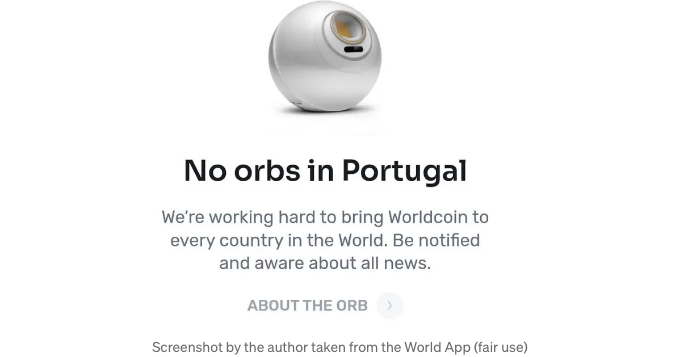 No orbs in Portugal
We’re working hard to bring Worldcoin to
every country in the World. Be notified
and aware about all news.
ABOUT THE ORB
Screenshot by the author taken from the World App (fair use)